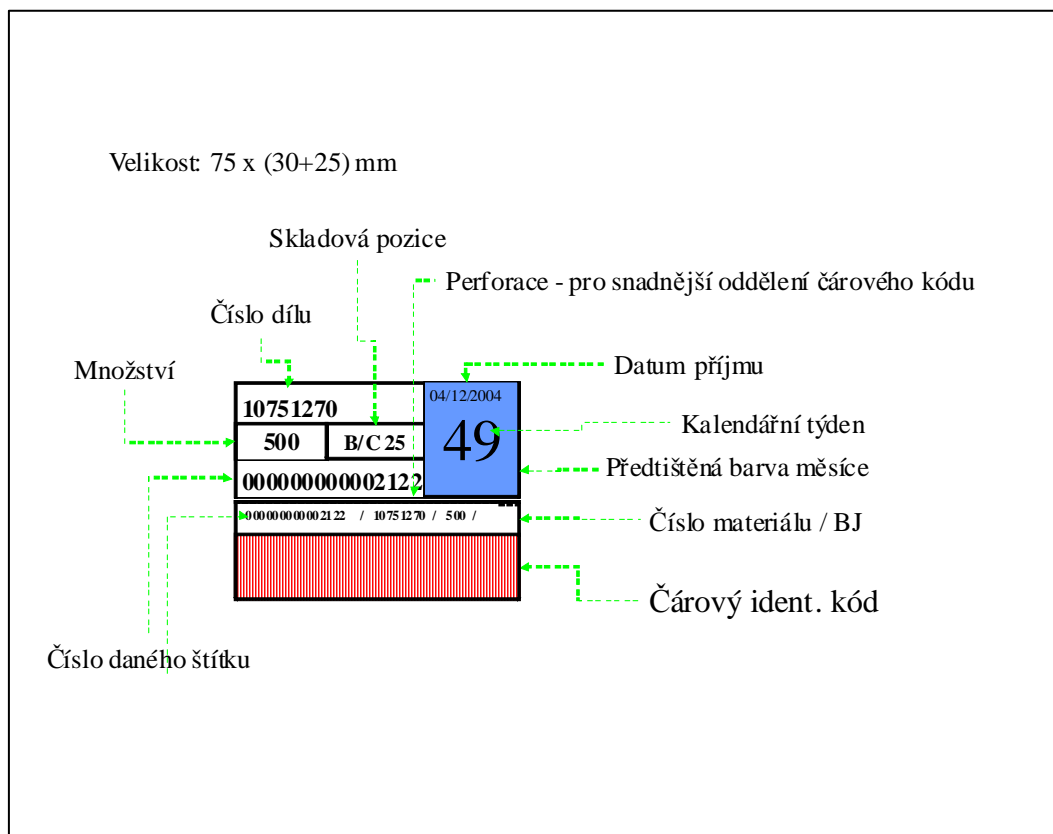 Velikost: 75 x (30+25) mm
Skladová pozice
Perforace - pro snadnější oddělení čárového kódu
Číslo dílu
Množství
Datum příjmu
04/12/2004
10751270
49
Kalendářní týden
500
B/C 25
Předtištěná barva měsíce
000000000002122
000000000002122 / 10751270 / 500 /
Číslo materiálu / BJ
Čárový ident. kód
Číslo daného štítku